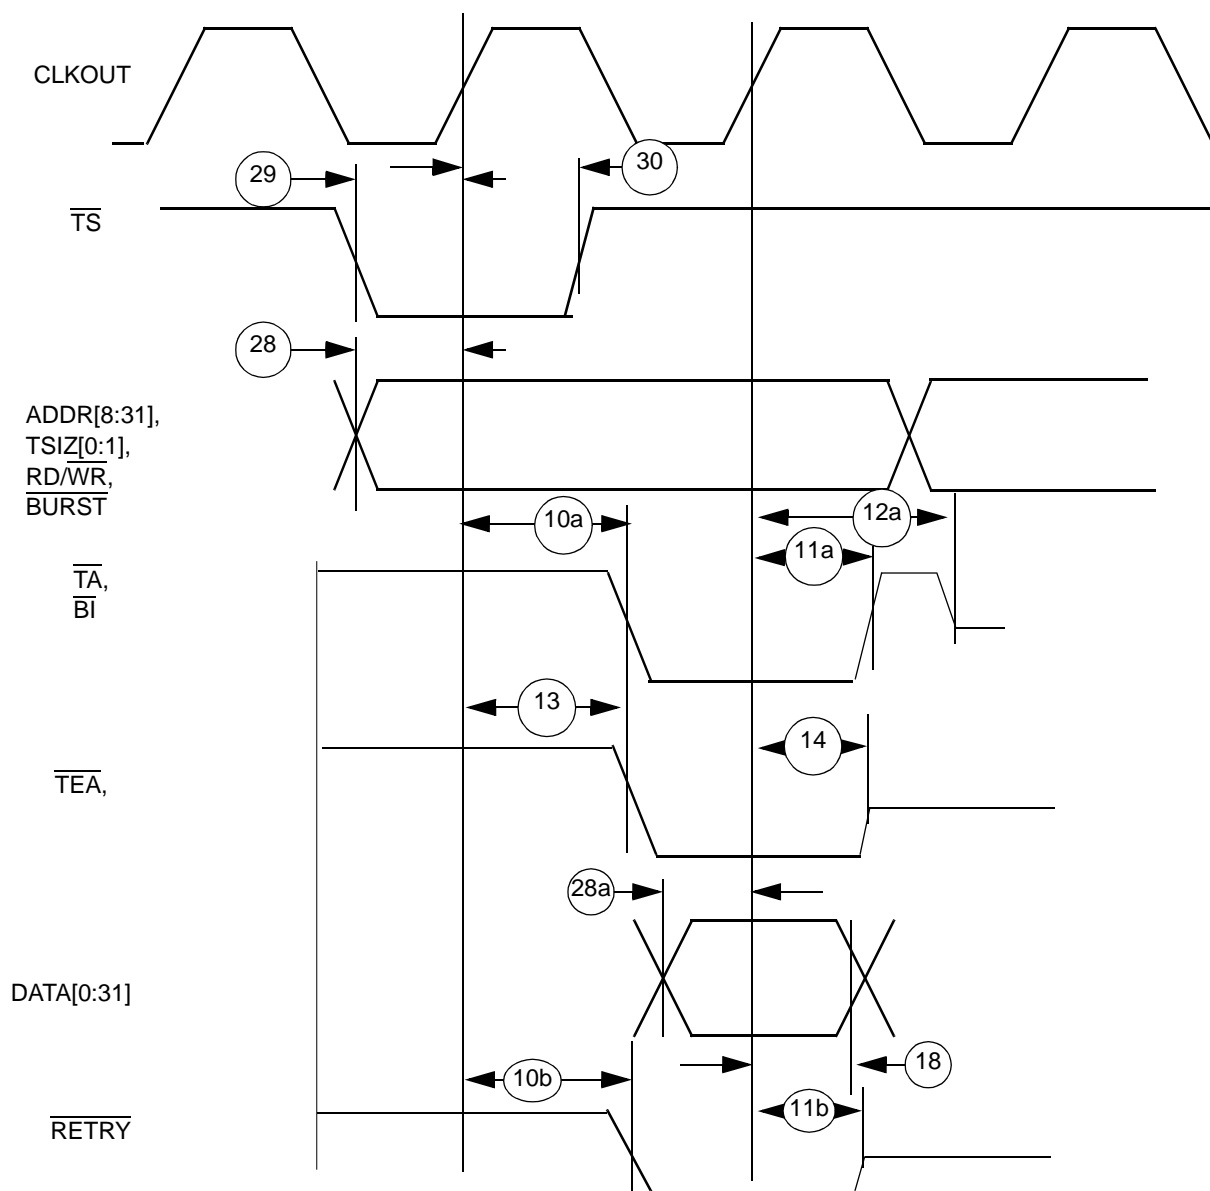 CLKOUT
30
29
TS
28
ADDR[8:31],
TSIZ[0:1],
RD/WR,
BURST
10a
12a
11a
TA,
BI
13
14
TEA,
28a
DATA[0:31]
18
10b
11b
RETRY